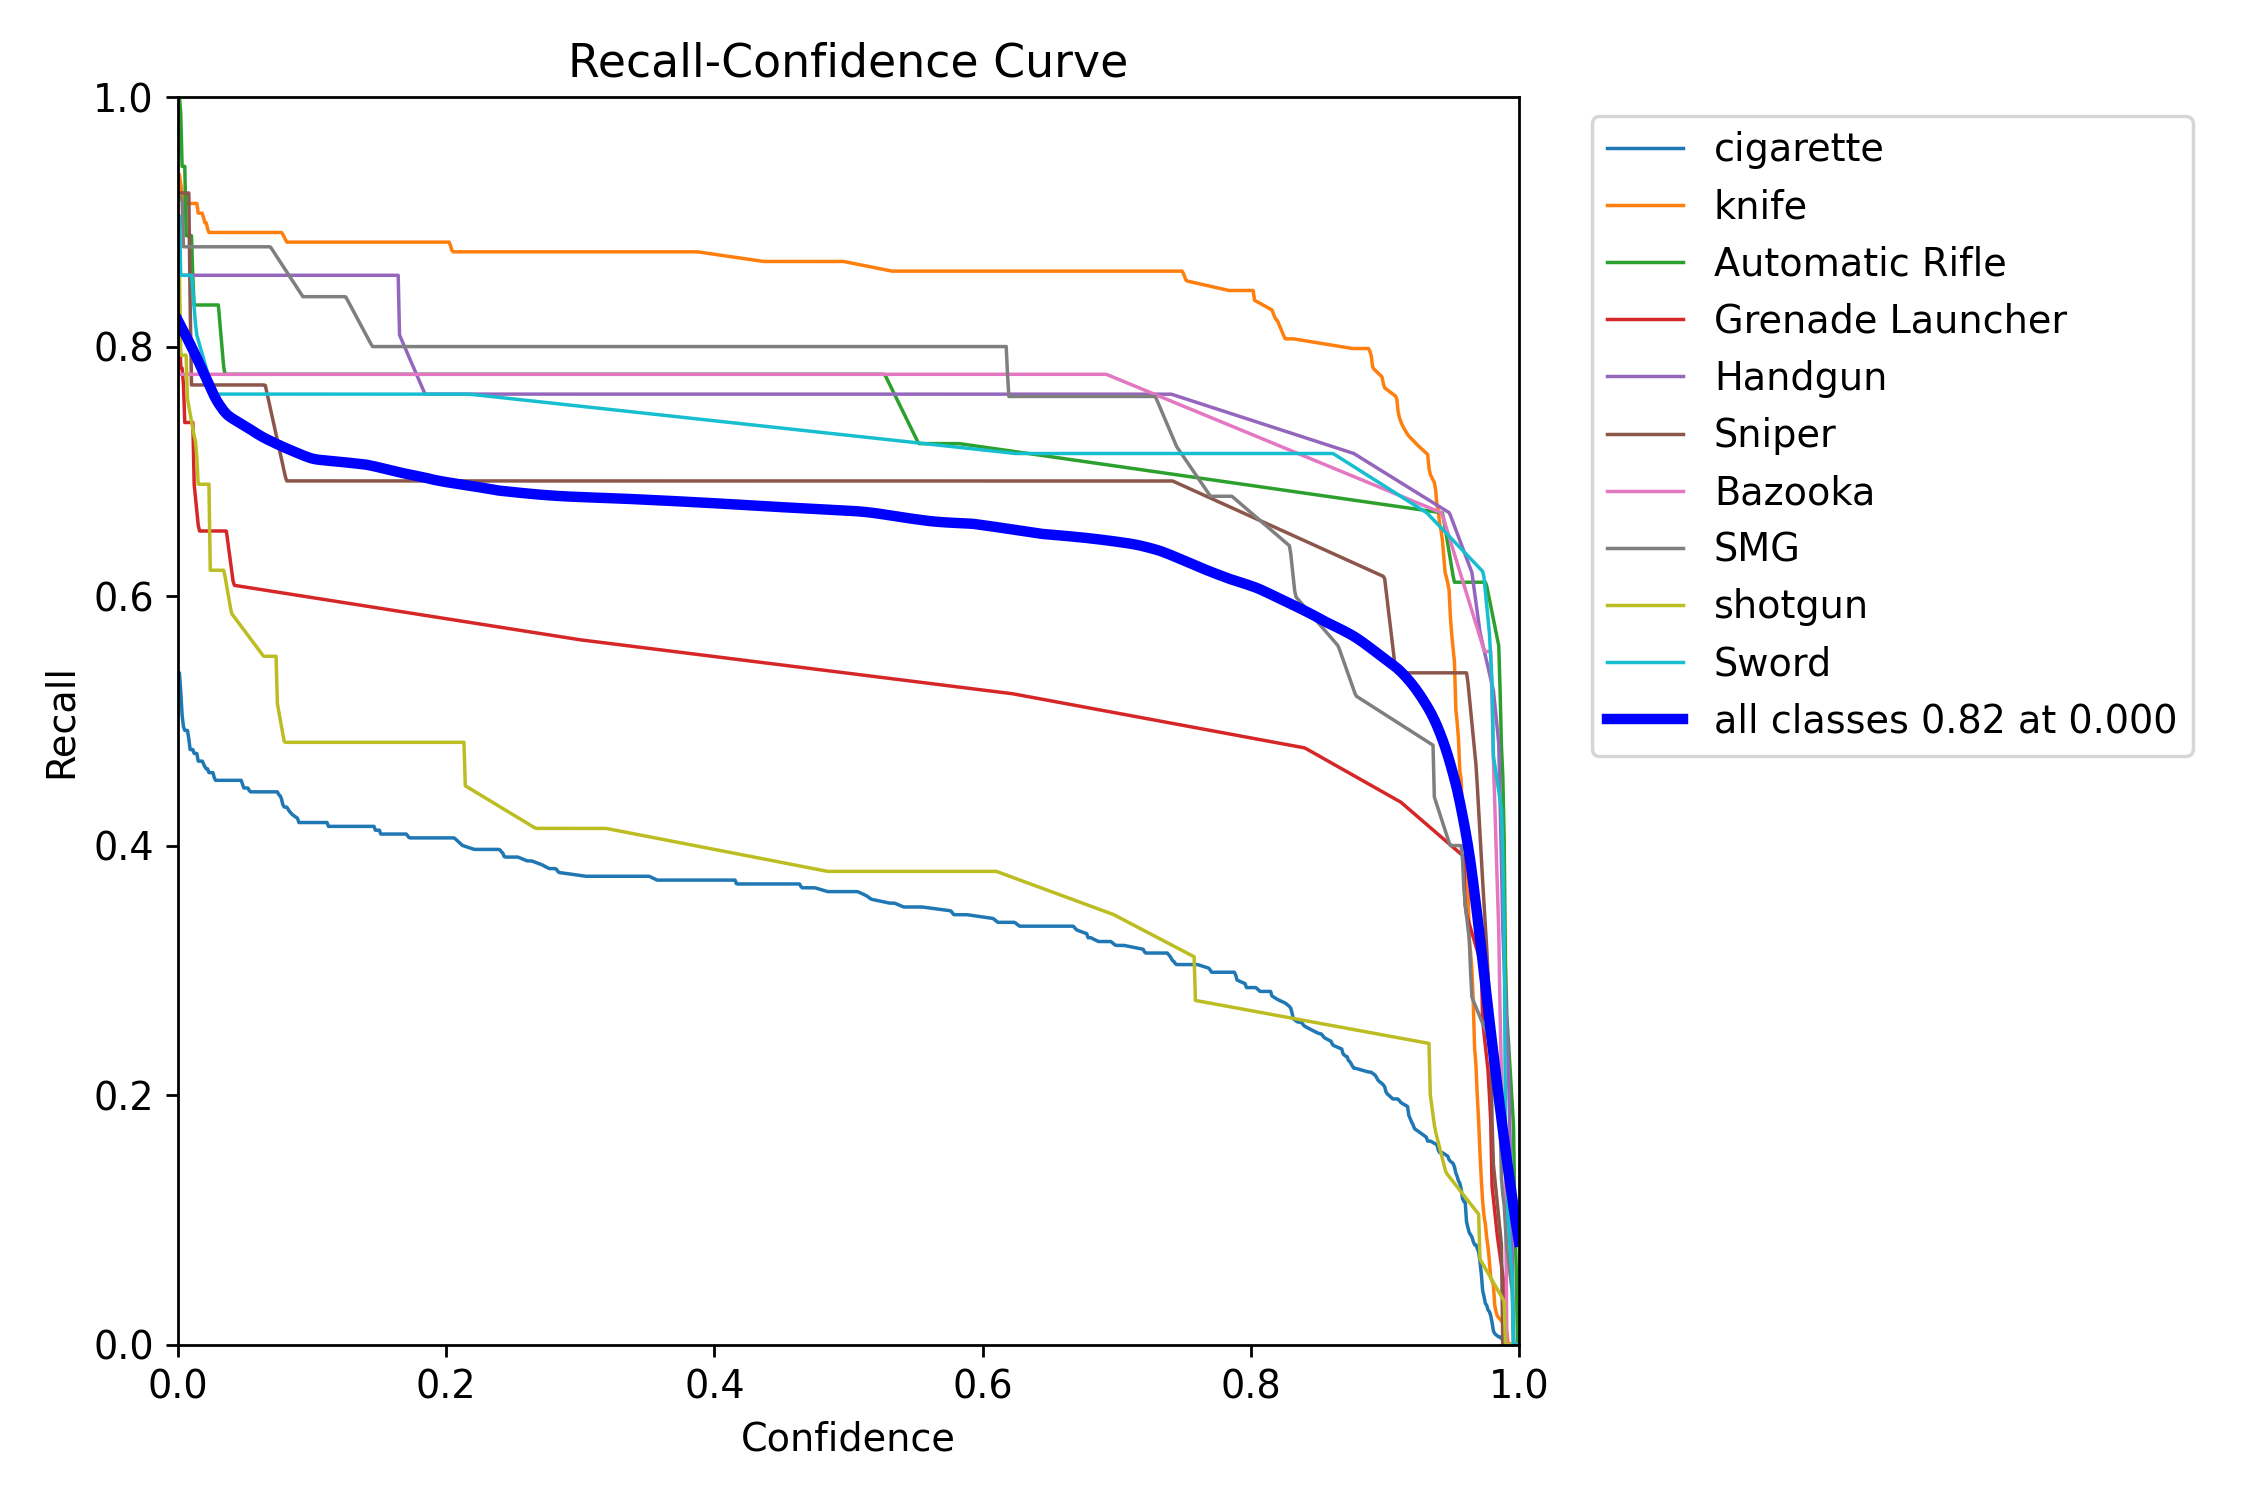 Recall-Confidence Curve
1.0
0.8
0.6
0.4
0.2
0.0
Recall
0.0 0.2 0.4 0.6 0.8 1.0
Confidence
cigarette
knife
Automatic Rifle
Grenade Launcher
Handgun
Sniper
Bazooka
SMG
shotgun
Sword
all classes 0.82 at 0.000